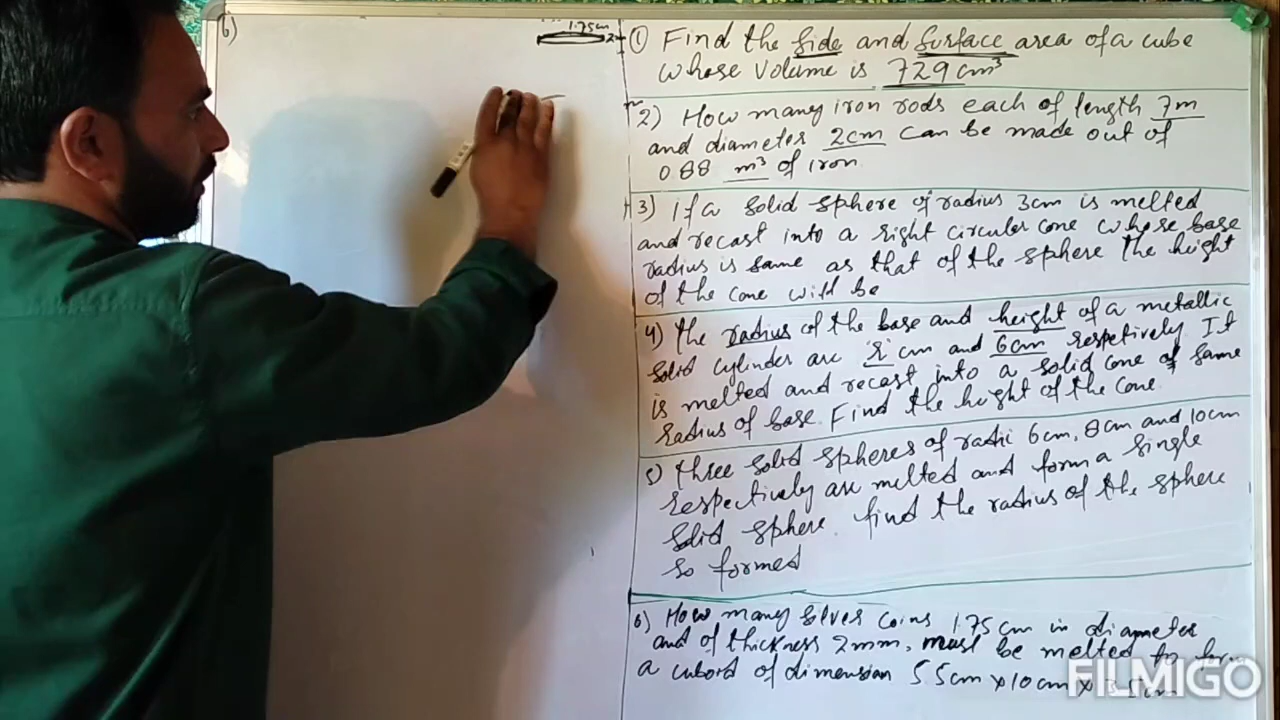 6)
1.75cm
2
① Find the side and surface area of a cube
whose volume is 729 cm³
2) How many iron rods each of length 7m
and diameter 2cm can be made out of
088 m³ of iron
3) If a solid sphere of radius 3cm is melted
and recast into a right circular cone whose base
radius is same as that of the sphere the height
of the cone will be
4) The radius of the base and height of a metallic
solid cylinder are r cm and 6cm respetively It
is melted and recast into a solid cone of same
radius of base. Find the height of the cone
5) Three solid spheres of radii 6cm, 8cm and 10cm
respectively are melted and form a single
solid sphere. find the radius of the sphere
so formed
6) How many silver coins 1.75 cm in diameter
and of thickness 2mm, must be melted to
a cuboid of dimension 5.5cm × 10cm ×
FILMIGO